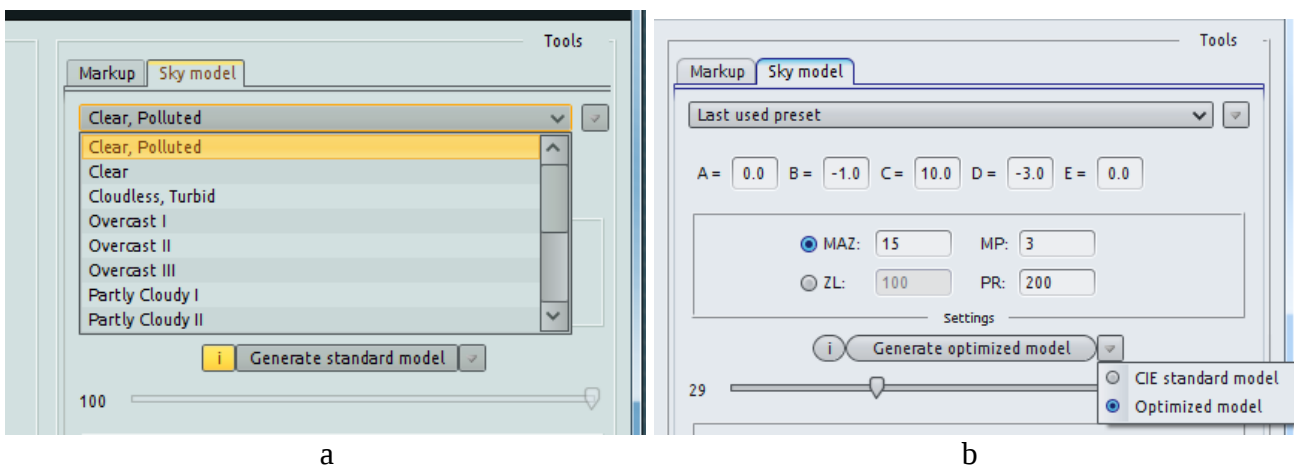 Tools
Markup Sky model
Clear, Polluted
Clear, Polluted
Clear
Cloudless, Turbid
Overcast I
Overcast II
Overcast III
Partly Cloudy I
Partly Cloudy II
i Generate standard model
100
a
Tools
Markup Sky model
Last used preset
A = 0.0 B = -1.0 C = 10.0 D = -3.0 E = 0.0
MAZ: 15 MP: 3
ZL: 100 PR: 200
Settings
i Generate optimized model
CIE standard model
29
Optimized model
b